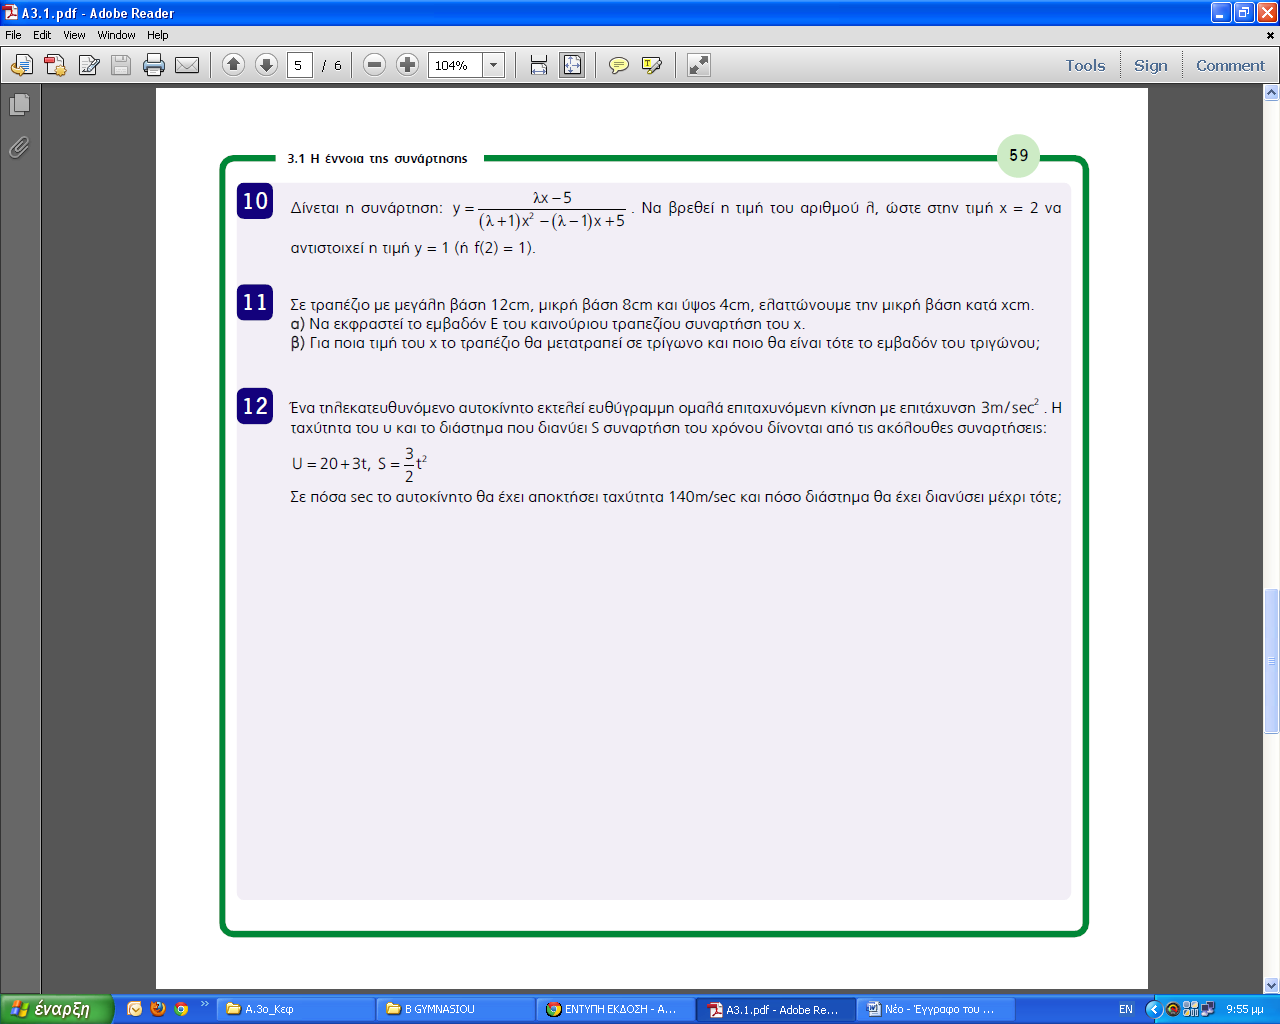 A3.1.pdf - Adobe Reader
File Edit View Window Help
5 / 6 104% Tools Sign Comment
3.1 Η έννοια της συνάρτησης 59
10 Δίνεται η συνάρτηση: y = (λx − 5) / ((λ+1)x² − (λ−1)x + 5) . Να βρεθεί η τιμή του αριθμού λ, ώστε στην τιμή x = 2 να
αντιστοιχεί η τιμή y = 1 (ή f(2) = 1).
11 Σε τραπέζιο με μεγάλη βάση 12cm, μικρή βάση 8cm και ύψος 4cm, ελαττώνουμε την μικρή βάση κατά xcm.
α) Να εκφραστεί το εμβαδόν Ε του καινούριου τραπεζίου συναρτήση του x.
β) Για ποια τιμή του x το τραπέζιο θα μετατραπεί σε τρίγωνο και ποιο θα είναι τότε το εμβαδόν του τριγώνου;
12 Ένα τηλεκατευθυνόμενο αυτοκίνητο εκτελεί ευθύγραμμη ομαλά επιταχυνόμενη κίνηση με επιτάχυνση 3m/sec² . Η
ταχύτητα του υ και το διάστημα που διανύει S συναρτήση του χρόνου δίνονται από τις ακόλουθες συναρτήσεις:
U = 20 + 3t, S = 3/2 t²
Σε πόσα sec το αυτοκίνητο θα έχει αποκτήσει ταχύτητα 140m/sec και πόσο διάστημα θα έχει διανύσει μέχρι τότε;
έναρξη Α.3ο_Κεφ B GYMNASIOU ΕΝΤΥΠΗ ΕΚΔΟΣΗ - Α... A3.1.pdf - Adobe Re... Νέο - Έγγραφο του ... EN 9:55 μμ